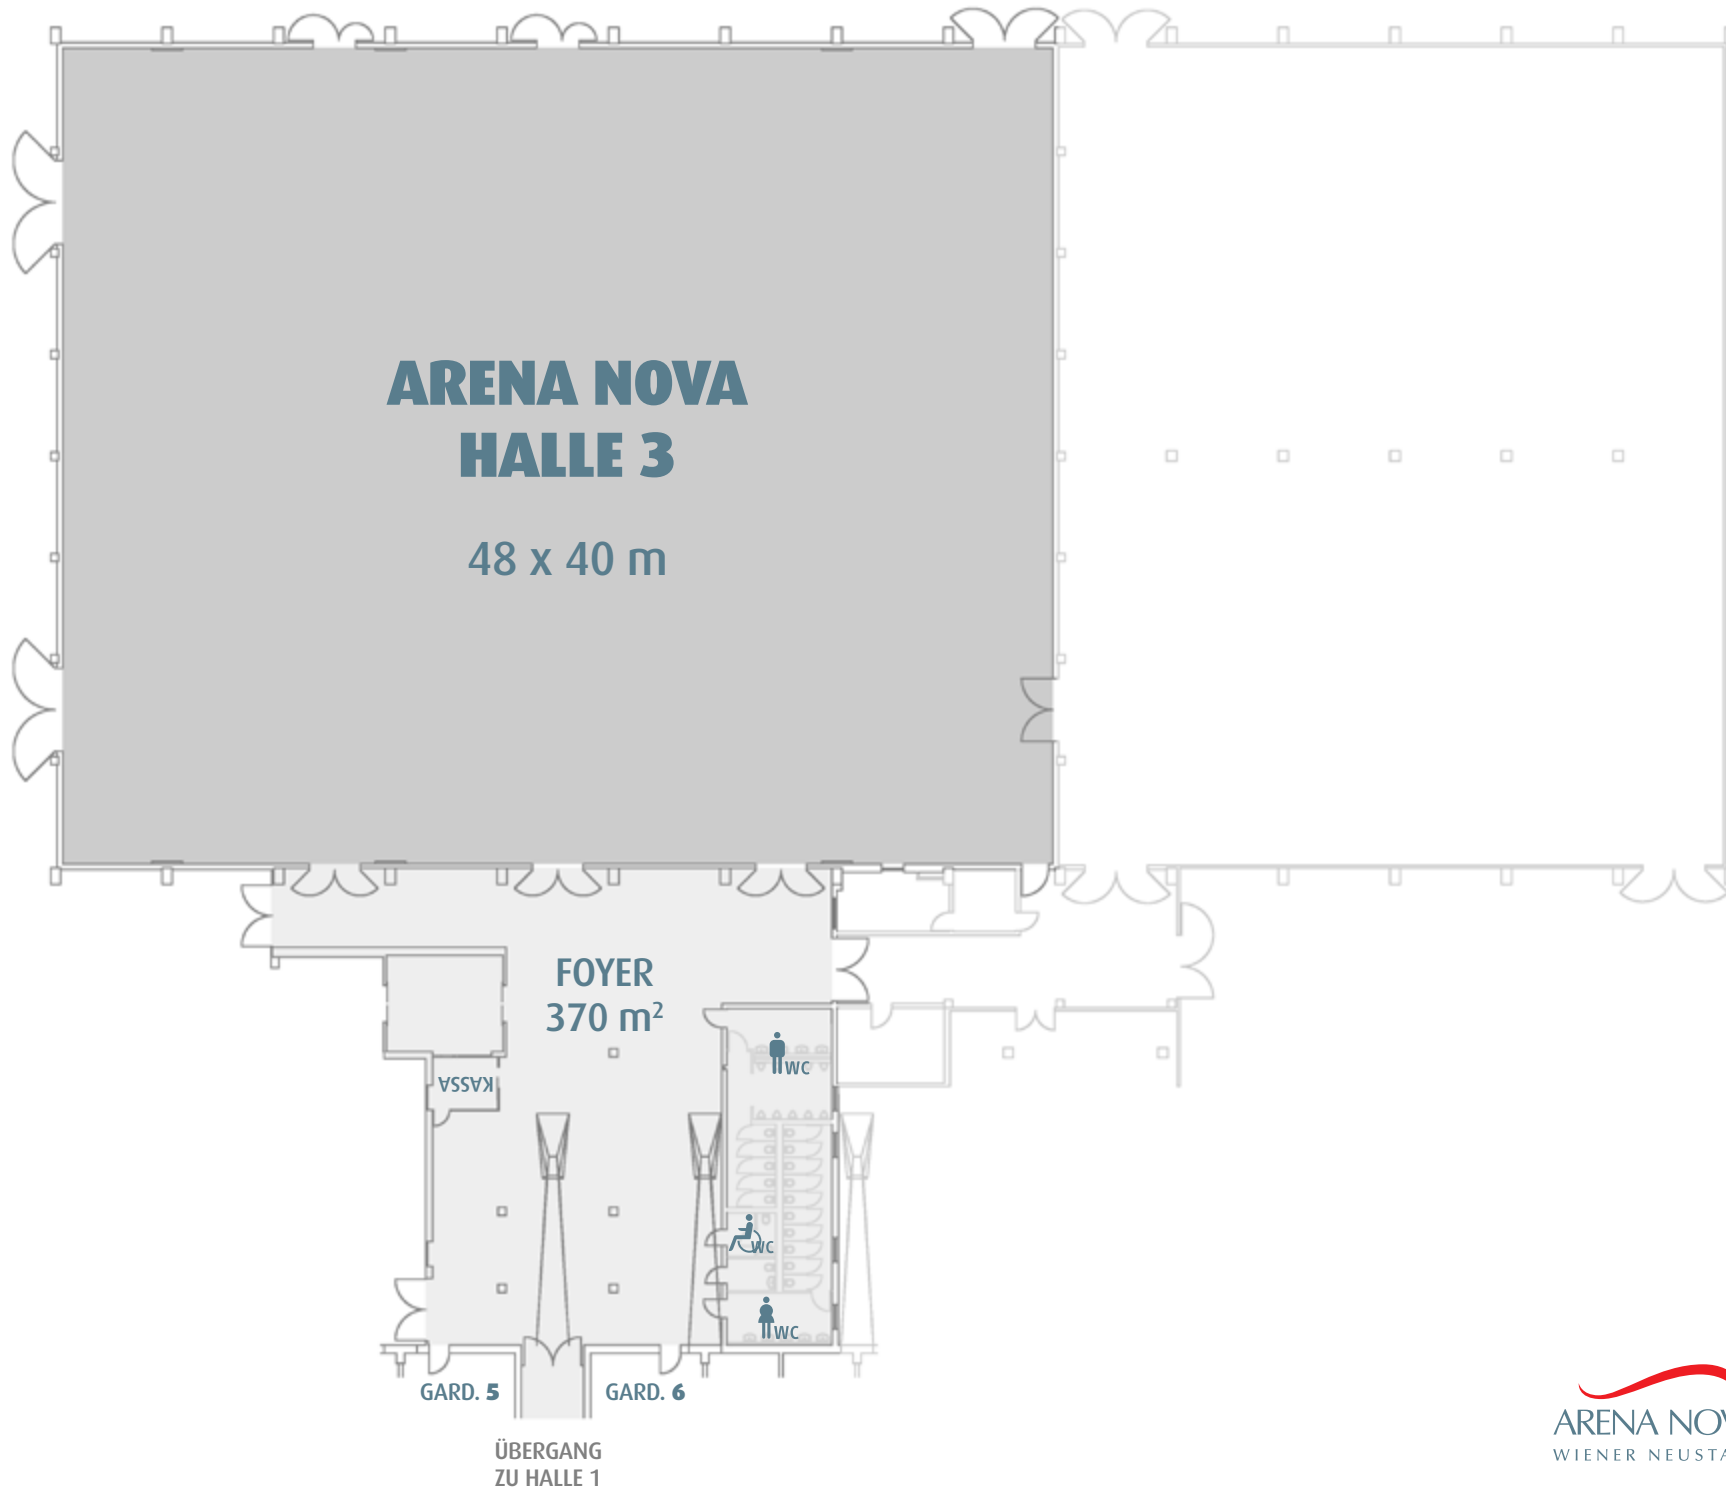 ARENA NOVA
HALLE 3
48 x 40 m
FOYER
370 m²
KASSA
WC
WC
WC
GARD. 5
GARD. 6
ÜBERGANG
ZU HALLE 1
ARENA NOV
WIENER NEUSTA